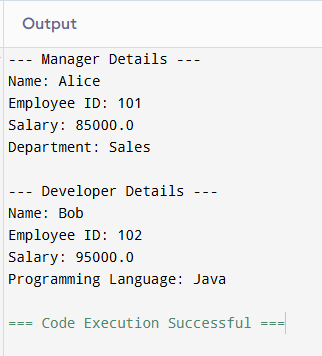 Output
--- Manager Details ---
Name: Alice
Employee ID: 101
Salary: 85000.0
Department: Sales
--- Developer Details ---
Name: Bob
Employee ID: 102
Salary: 95000.0
Programming Language: Java
=== Code Execution Successful ===